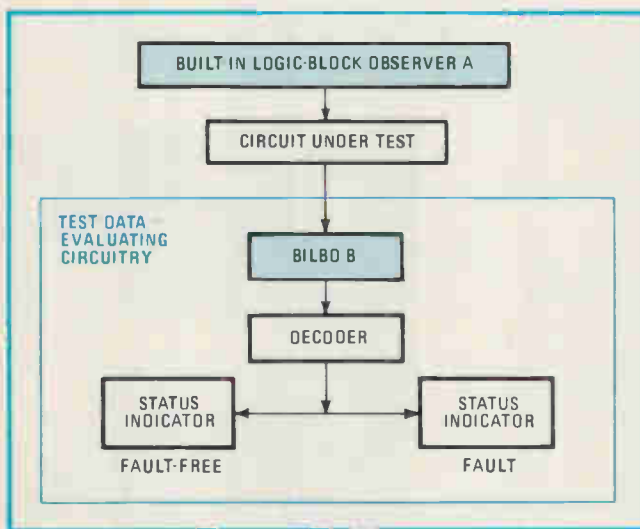 BUILT IN LOGIC-BLOCK OBSERVER A
CIRCUIT UNDER TEST
TEST DATA
EVALUATING
CIRCUITRY
BILBO B
DECODER
STATUS
INDICATOR
FAULT-FREE
STATUS
INDICATOR
FAULT